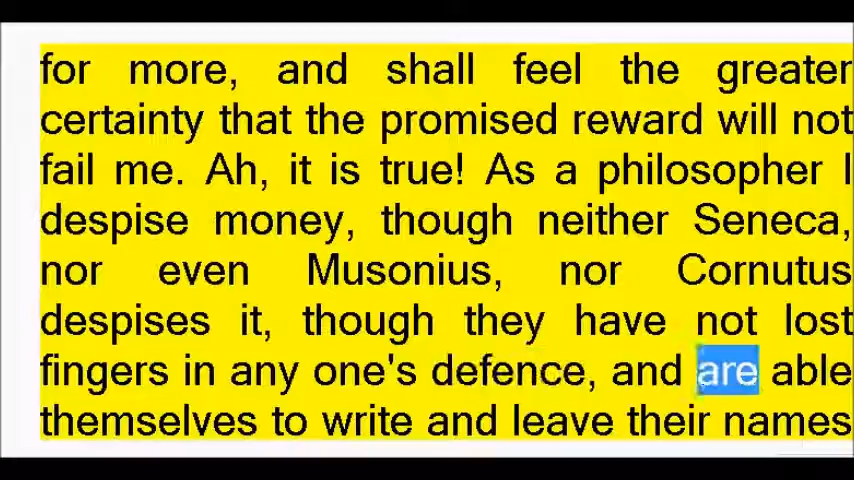 for more, and shall feel the greater
certainty that the promised reward will not
fail me. Ah, it is true! As a philosopher I
despise money, though neither Seneca,
nor even Musonius, nor Cornutus
despises it, though they have not lost
fingers in any one's defence, and are able
themselves to write and leave their names